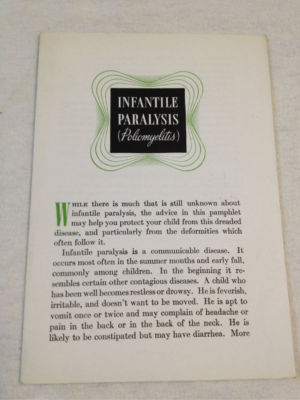 INFANTILE
PARALYSIS
(Poliomyelitis)
WHILE there is much that is still unknown about
infantile paralysis, the advice in this pamphlet
may help you protect your child from this dreaded
disease, and particularly from the deformities which
often follow it.
Infantile paralysis is a communicable disease. It
occurs most often in the summer months and early fall,
commonly among children. In the beginning it re-
sembles certain other contagious diseases. A child who
has been well becomes restless or drowsy. He is feverish,
irritable, and doesn't want to be moved. He is apt to
vomit once or twice and may complain of headache or
pain in the back or in the back of the neck. He is
likely to be constipated but may have diarrhea. More